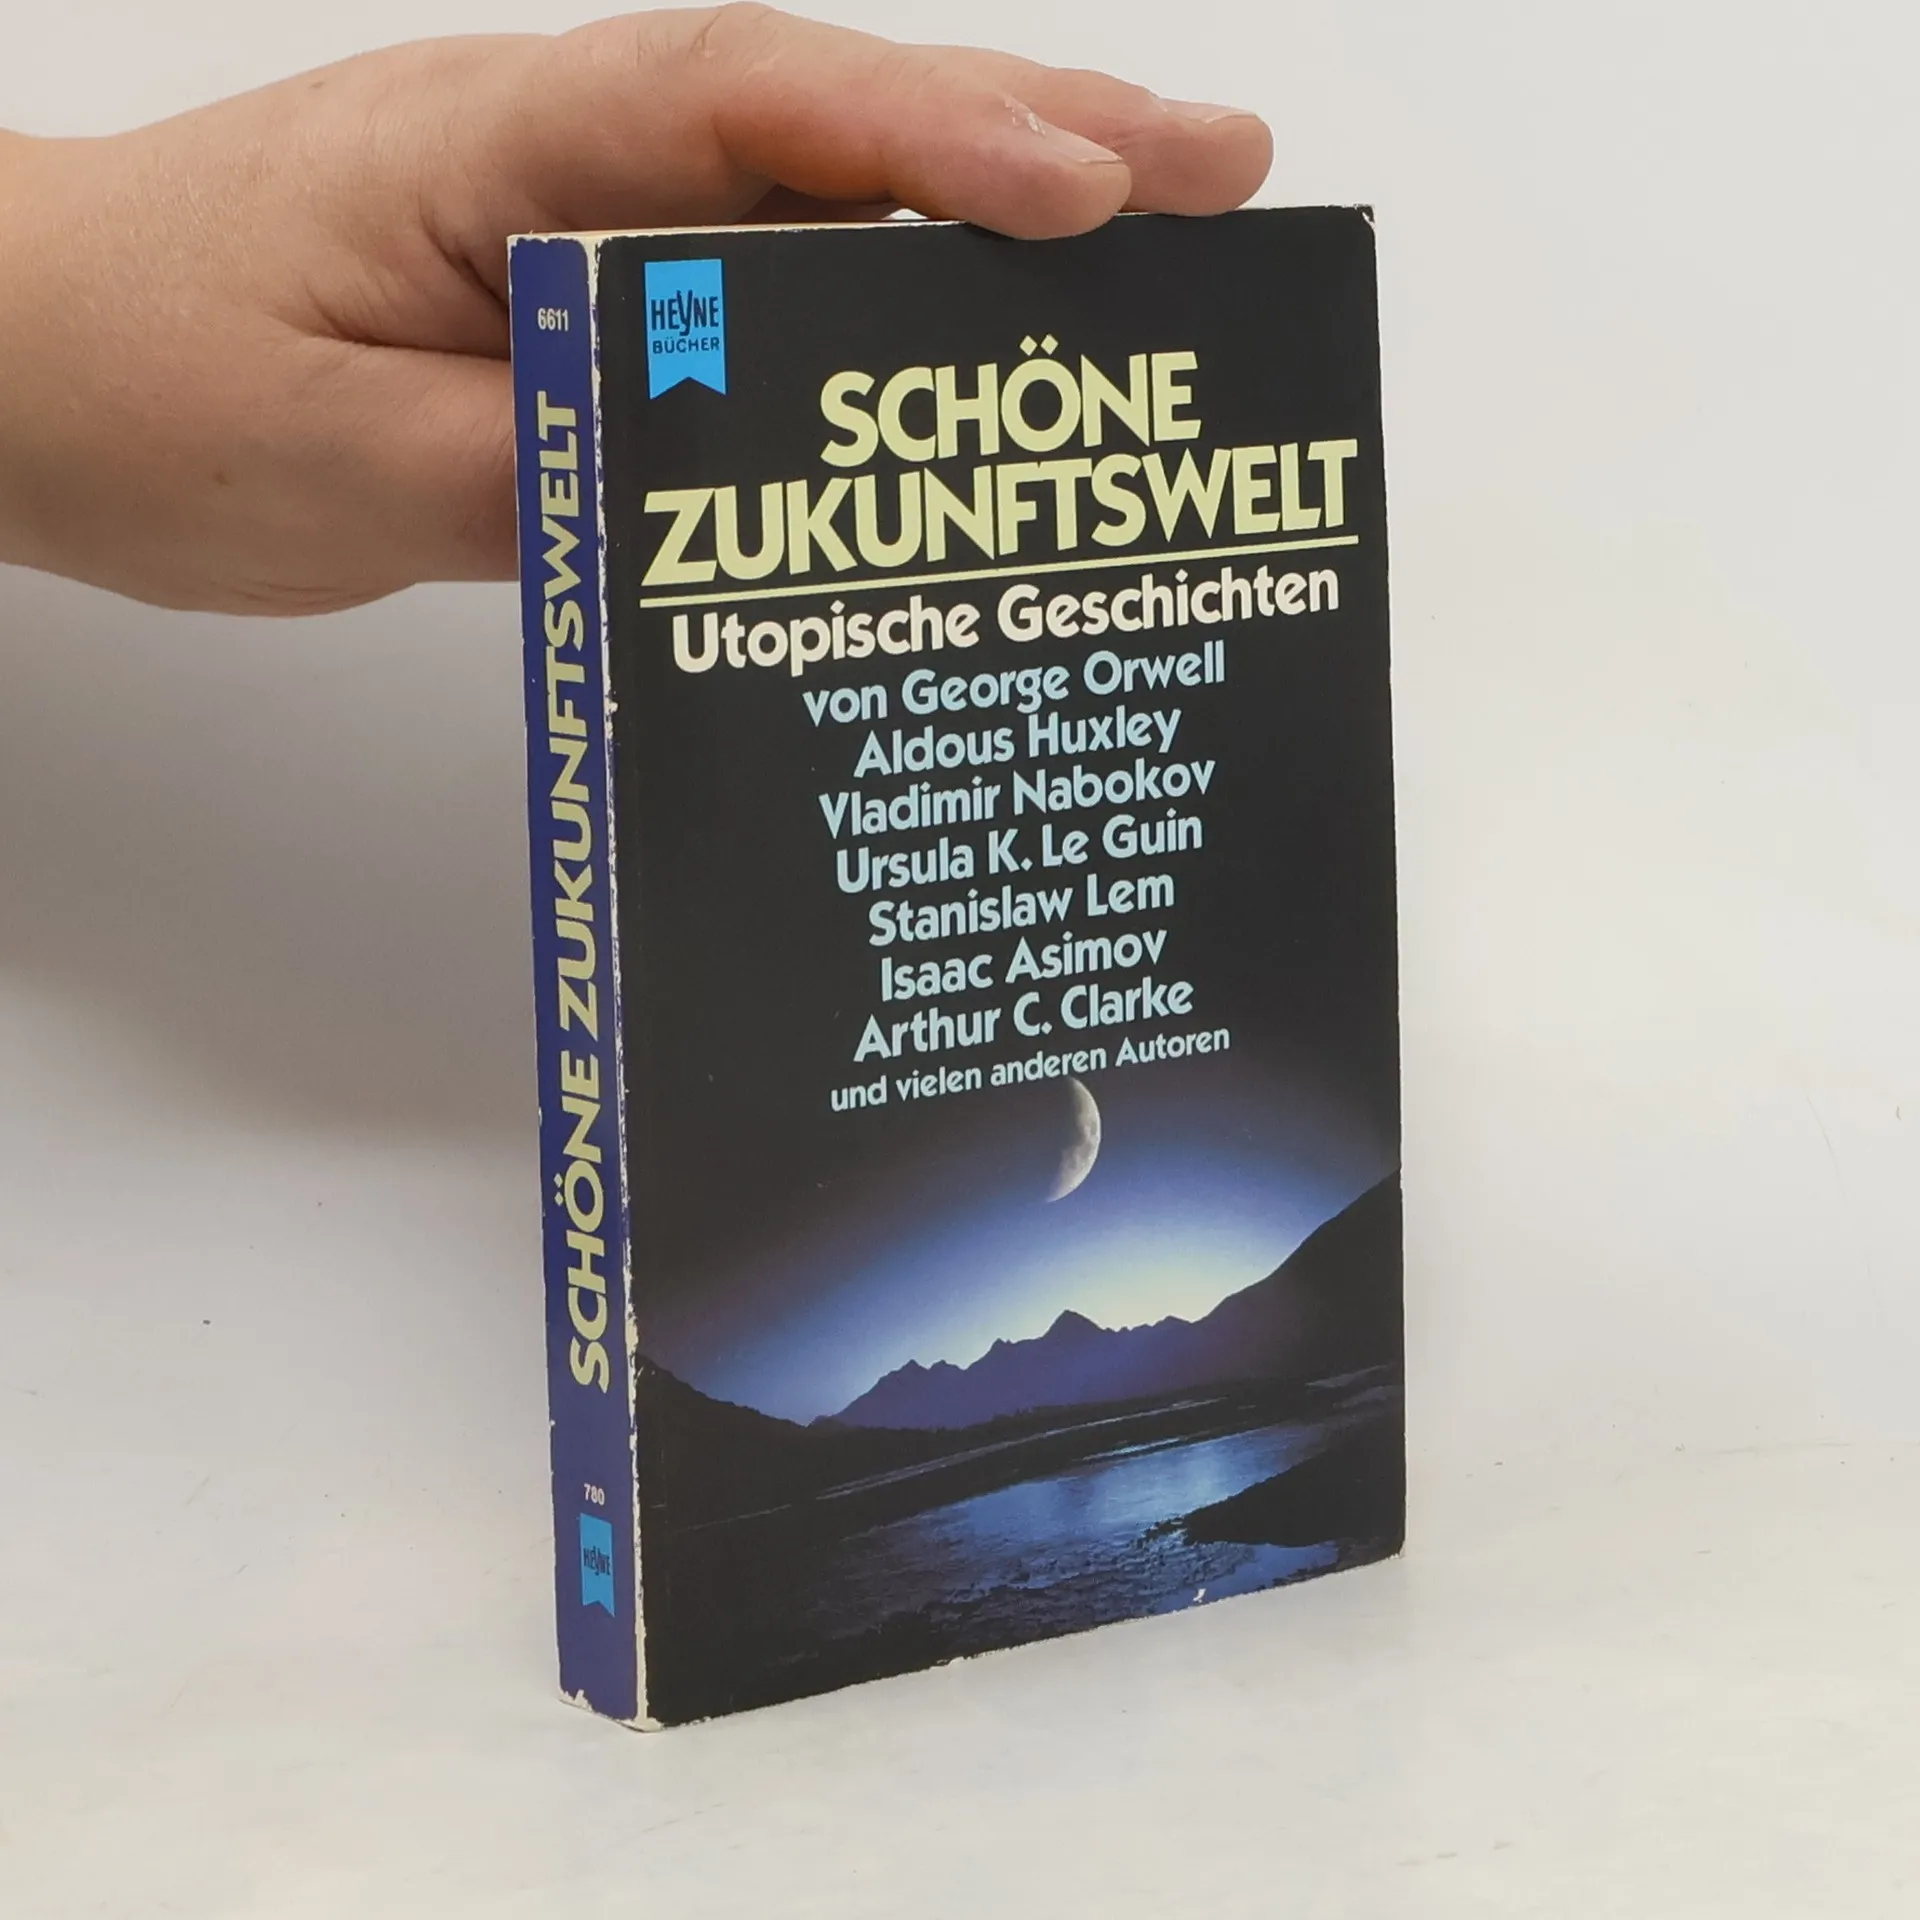 6611
SCHÖNE ZUKUNFTSWELT
780
HEYNE
HEYNE
BÜCHER
SCHÖNE
ZUKUNFTSWELT
Utopische Geschichten
von George Orwell
Aldous Huxley
Vladimir Nabokov
Ursula K. Le Guin
Stanislaw Lem
Isaac Asimov
Arthur C. Clarke
und vielen anderen Autoren